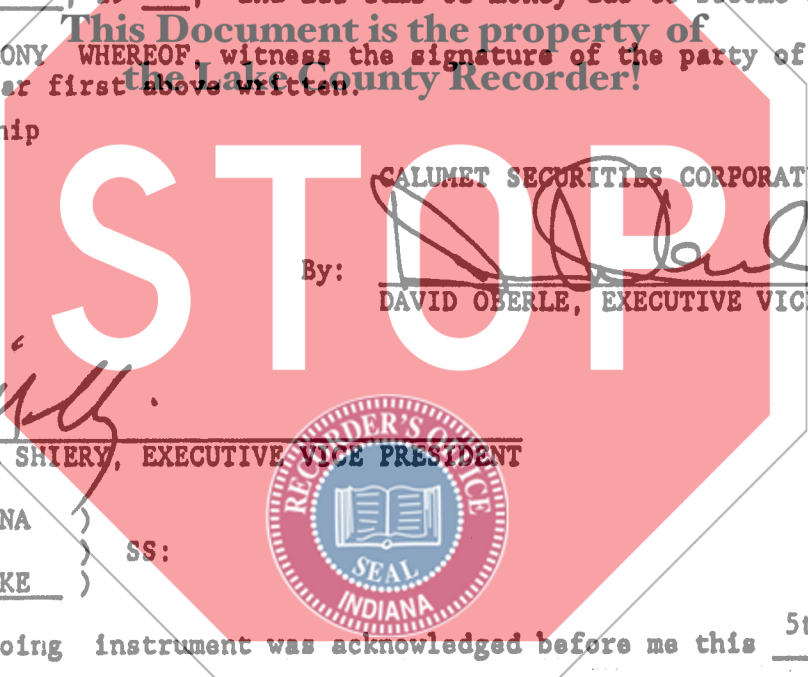 This Document is the property of
ONY WHEREOF, witness the signature of the party of
the Lake County Recorder!
ar first above written.
hip
STOP
CALUMET SECURITIES CORPORAT
By:
DAVID OBERLE, EXECUTIVE VICE
SHIERY, EXECUTIVE VICE PRESIDENT
RECORDER'S OFFICE
SEAL
INDIANA
NA )
) SS:
KE )
oing instrument was acknowledged before me this 5t